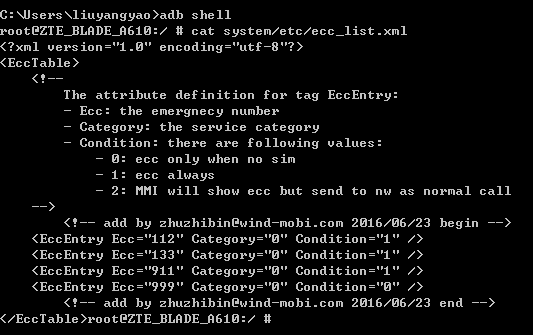 C:\Users\liuyangyao>adb shell
root@ZTE_BLADE_A610:/ # cat system/etc/ecc_list.xml
<?xml version="1.0" encoding="utf-8"?>
<EccTable>
    <!--
        The attribute definition for tag EccEntry:
        - Ecc: the emergnecy number
        - Category: the service category
        - Condition: there are following values:
            - 0: ecc only when no sim
            - 1: ecc always
            - 2: MMI will show ecc but send to nw as normal call
    -->
        <!-- add by zhuzhibin@wind-mobi.com 2016/06/23 begin -->
    <EccEntry Ecc="112" Category="0" Condition="1" />
    <EccEntry Ecc="133" Category="0" Condition="1" />
    <EccEntry Ecc="911" Category="0" Condition="1" />
    <EccEntry Ecc="999" Category="0" Condition="0" />
        <!-- add by zhuzhibin@wind-mobi.com 2016/06/23 end -->
</EccTable>root@ZTE_BLADE_A610:/ #